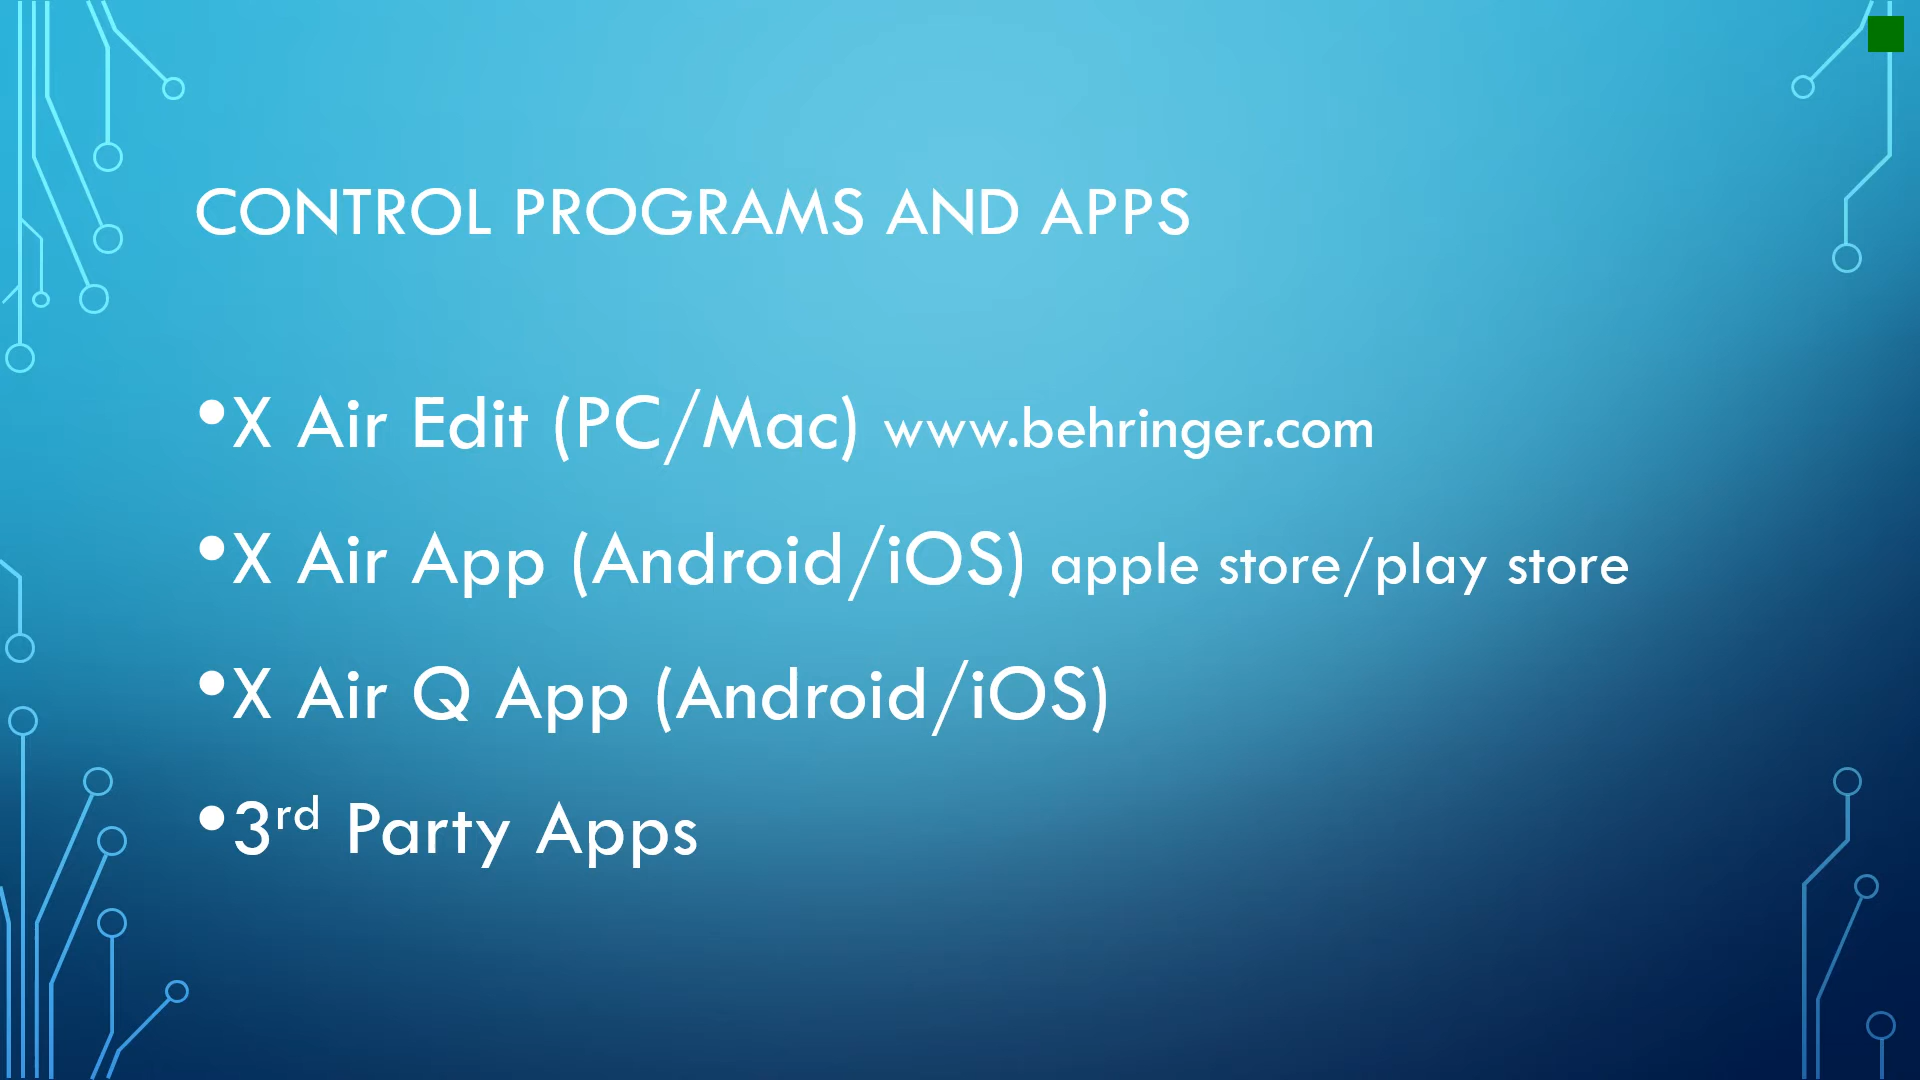 CONTROL PROGRAMS AND APPS
•X Air Edit (PC/Mac) www.behringer.com
•X Air App (Android/iOS) apple store/play store
•X Air Q App (Android/iOS)
•3rd Party Apps